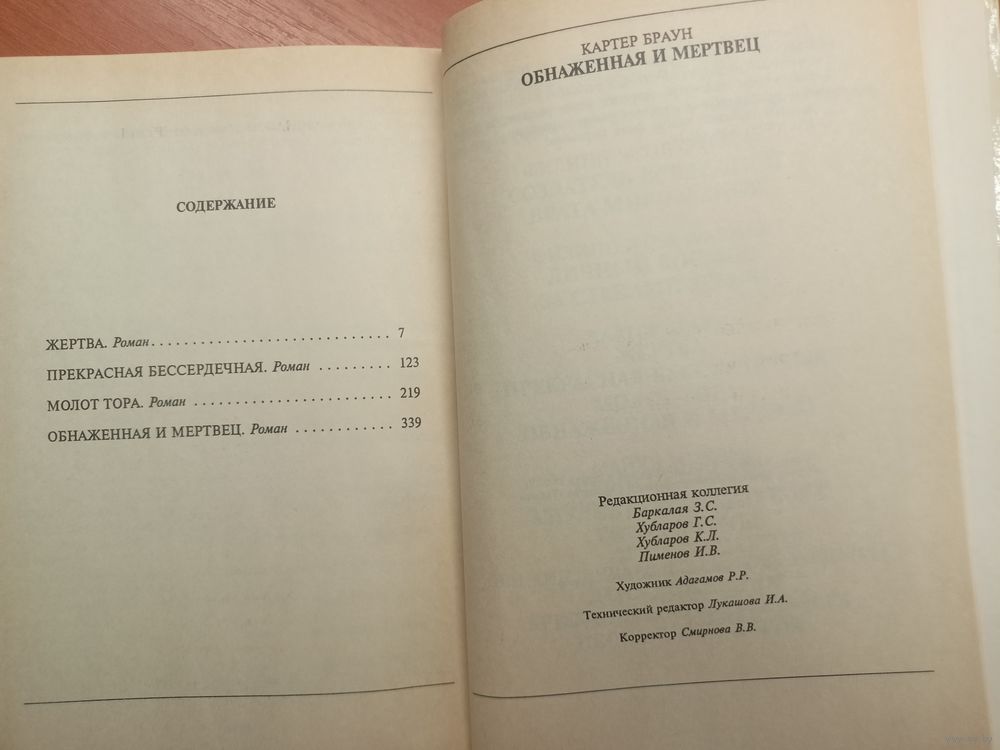 СОДЕРЖАНИЕ
ЖЕРТВА. Роман............................ 7
ПРЕКРАСНАЯ БЕССЕРДЕЧНАЯ. Роман ......... 123
МОЛОТ ТОРА. Роман ........................ 219
ОБНАЖЕННАЯ И МЕРТВЕЦ. Роман ............ 339
КАРТЕР БРАУН
ОБНАЖЕННАЯ И МЕРТВЕЦ
Редакционная коллегия
Баркалая З.С.
Хубларов Г.С.
Хубларов К.Л.
Пименов И.В.
Художник Адагамов Р.Р.
Технический редактор Лукашова И.А.
Корректор Смирнова В.В.